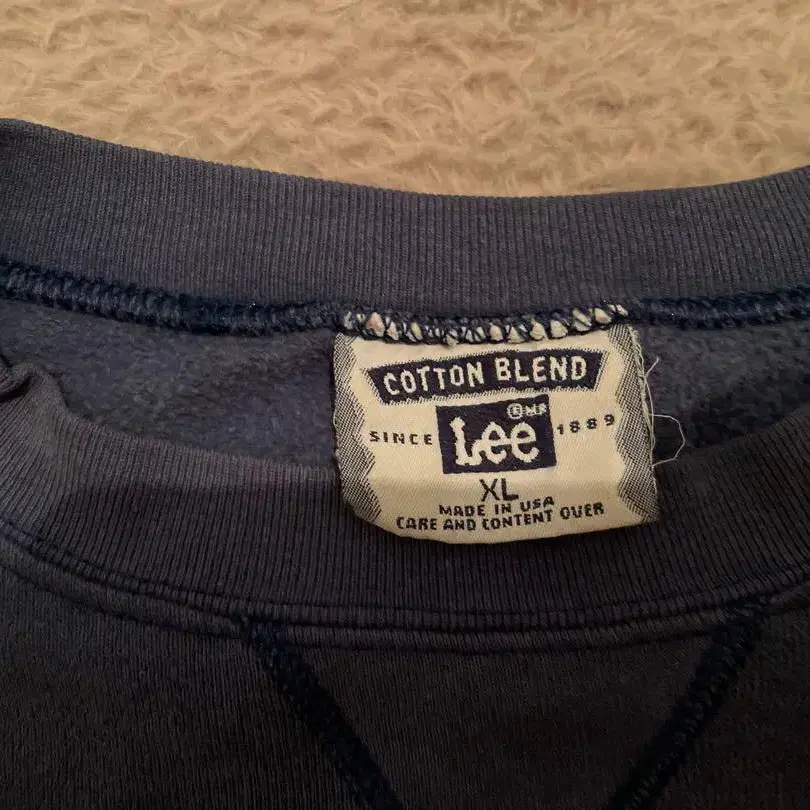 COTTON BLEND
® M.R.
SINCE Lee 1889
XL
MADE IN USA
CARE AND CONTENT OVER